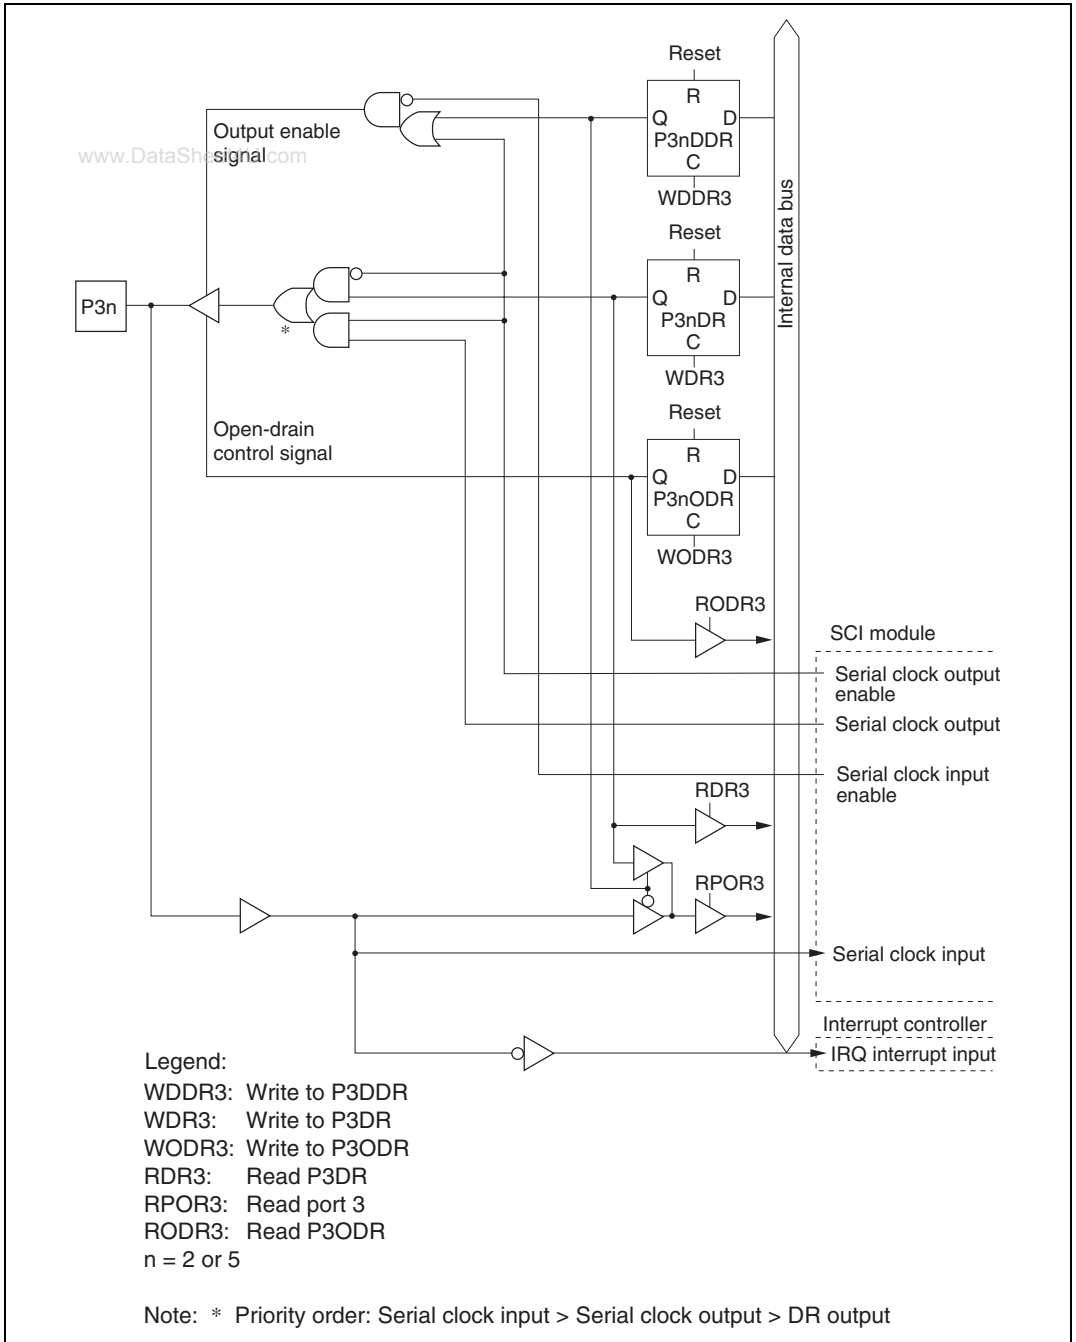 Reset
R
Q D
P3nDDR
C
WDDR3
Output enable
signal
www.DataSheet4U.com
Internal data bus
Reset
R
Q D
P3nDR
C
WDR3
P3n
*
Reset
R
Q D
P3nODR
C
WODR3
Open-drain
control signal
RODR3
SCI module
Serial clock output
enable
Serial clock output
Serial clock input
enable
RDR3
RPOR3
Serial clock input
Interrupt controller
IRQ interrupt input
Legend:
WDDR3: Write to P3DDR
WDR3: Write to P3DR
WODR3: Write to P3ODR
RDR3: Read P3DR
RPOR3: Read port 3
RODR3: Read P3ODR
n = 2 or 5
Note: * Priority order: Serial clock input > Serial clock output > DR output